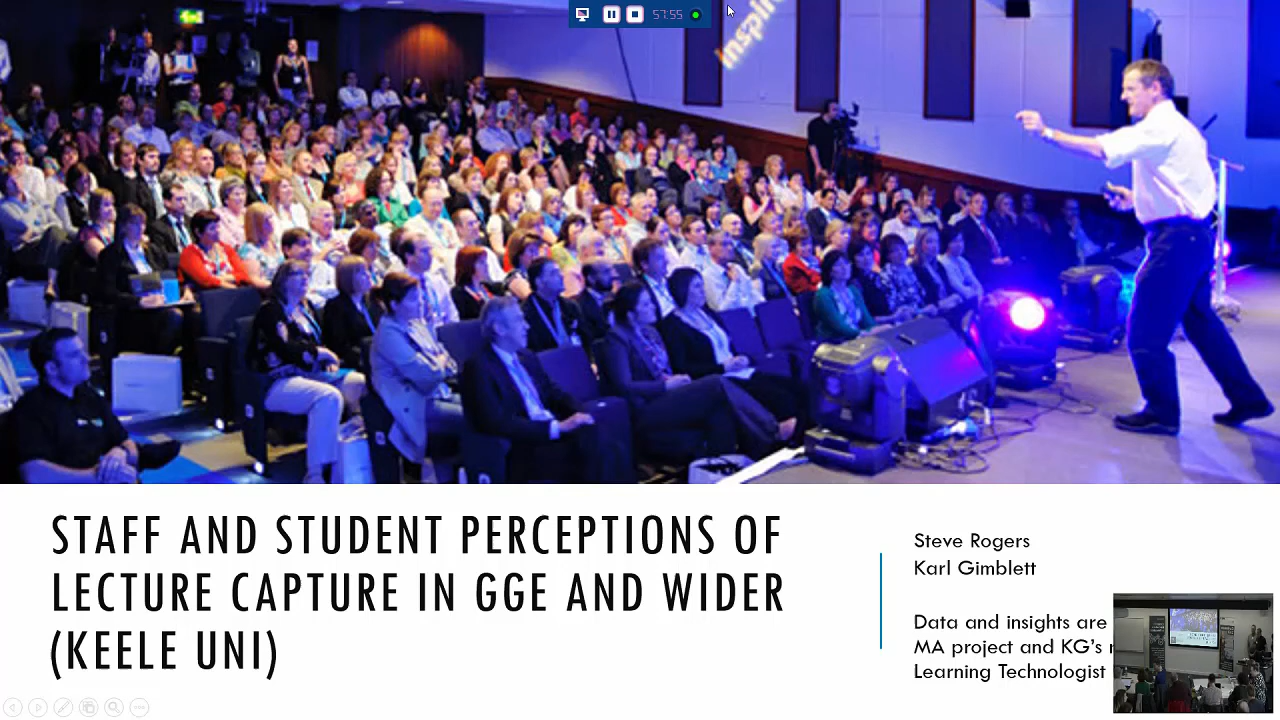 Inspire
57:55
STAFF AND STUDENT PERCEPTIONS OF
LECTURE CAPTURE IN GGE AND WIDER
(KEELE UNI)
Steve Rogers
Karl Gimblett
Data and insights are
MA project and KG's
Learning Technologist